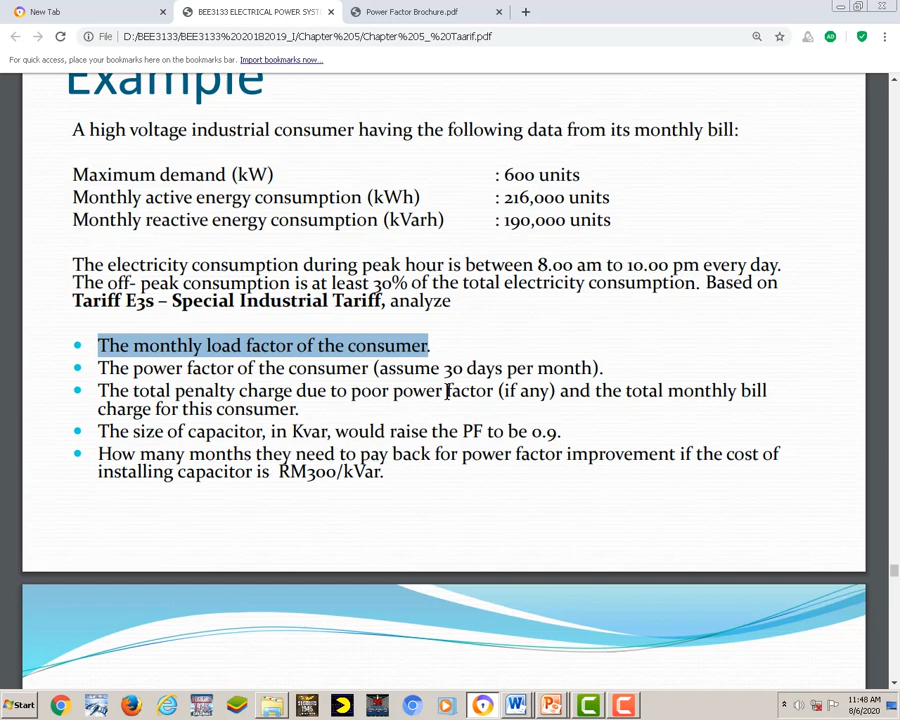 New Tab
BEE3133 ELECTRICAL POWER SYST
Power Factor Brochure.pdf
File
D:/BEE3133/BEE3133%2020182019_I/Chapter%205/Chapter%205_%20Taarif.pdf
For quick access, place your bookmarks here on the bookmarks bar. Import bookmarks now...
Example
A high voltage industrial consumer having the following data from its monthly bill:
Maximum demand (kW) : 600 units
Monthly active energy consumption (kWh) : 216,000 units
Monthly reactive energy consumption (kVarh) : 190,000 units
The electricity consumption during peak hour is between 8.00 am to 10.00 pm every day.
The off- peak consumption is at least 30% of the total electricity consumption. Based on
Tariff E3s – Special Industrial Tariff, analyze
• The monthly load factor of the consumer.
• The power factor of the consumer (assume 30 days per month).
• The total penalty charge due to poor power factor (if any) and the total monthly bill
charge for this consumer.
• The size of capacitor, in Kvar, would raise the PF to be 0.9.
• How many months they need to pay back for power factor improvement if the cost of
installing capacitor is RM300/kVar.
Start
11:48 AM
8/6/2020